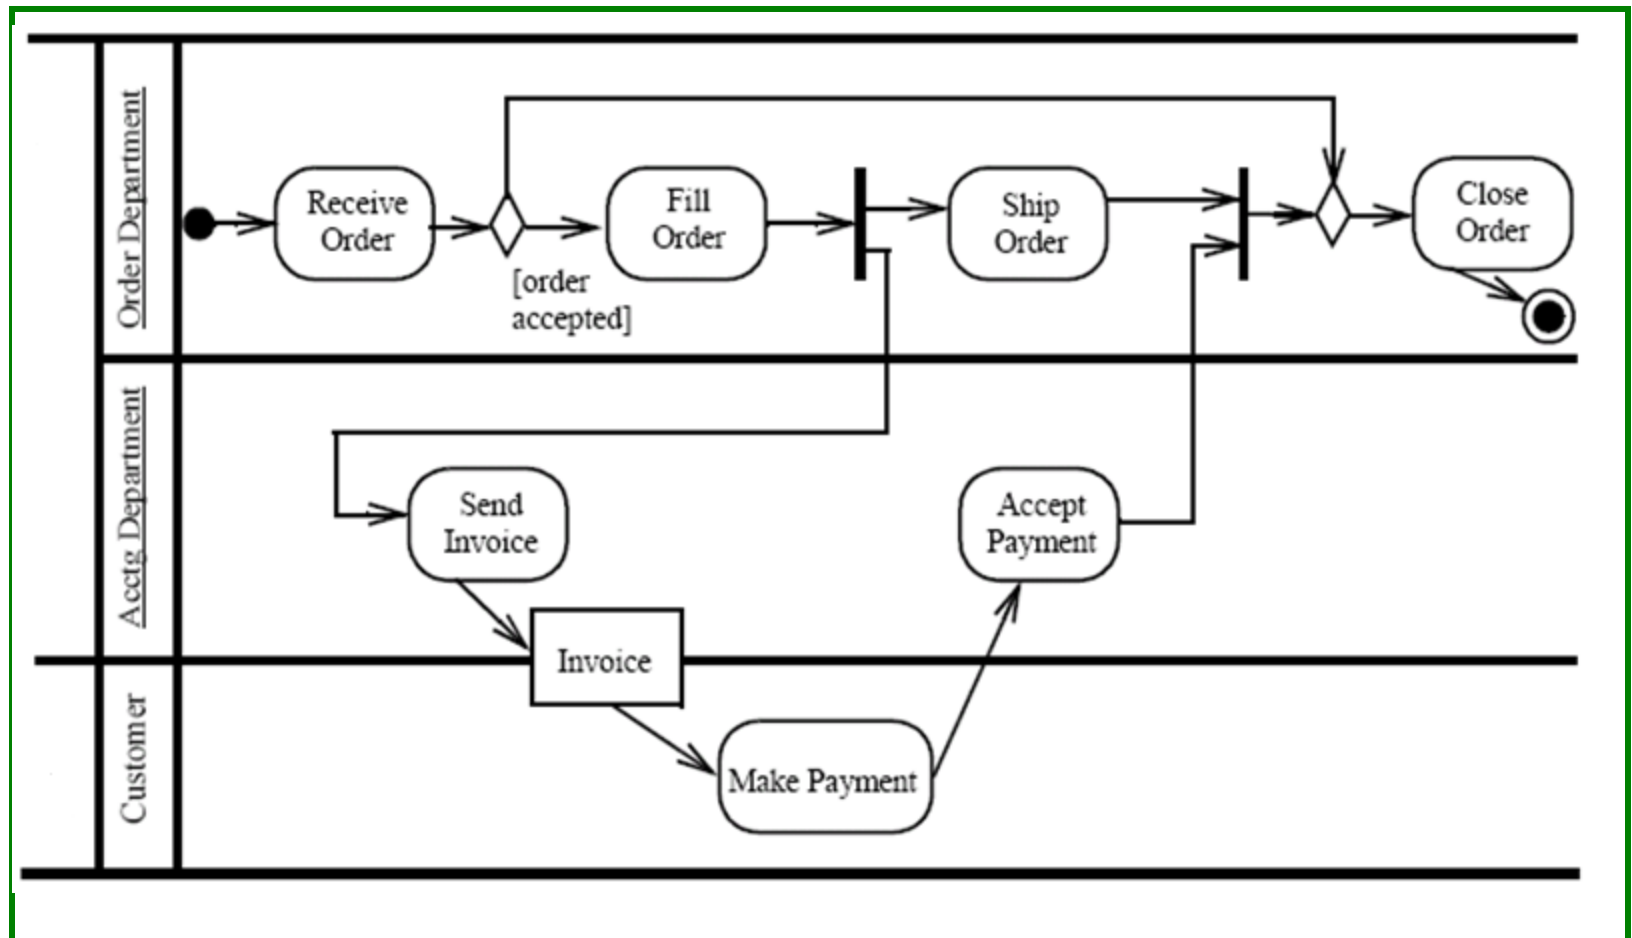 Order Department
Receive
Order
[order
accepted]
Fill
Order
Ship
Order
Close
Order
Acctg Department
Send
Invoice
Accept
Payment
Invoice
Customer
Make Payment